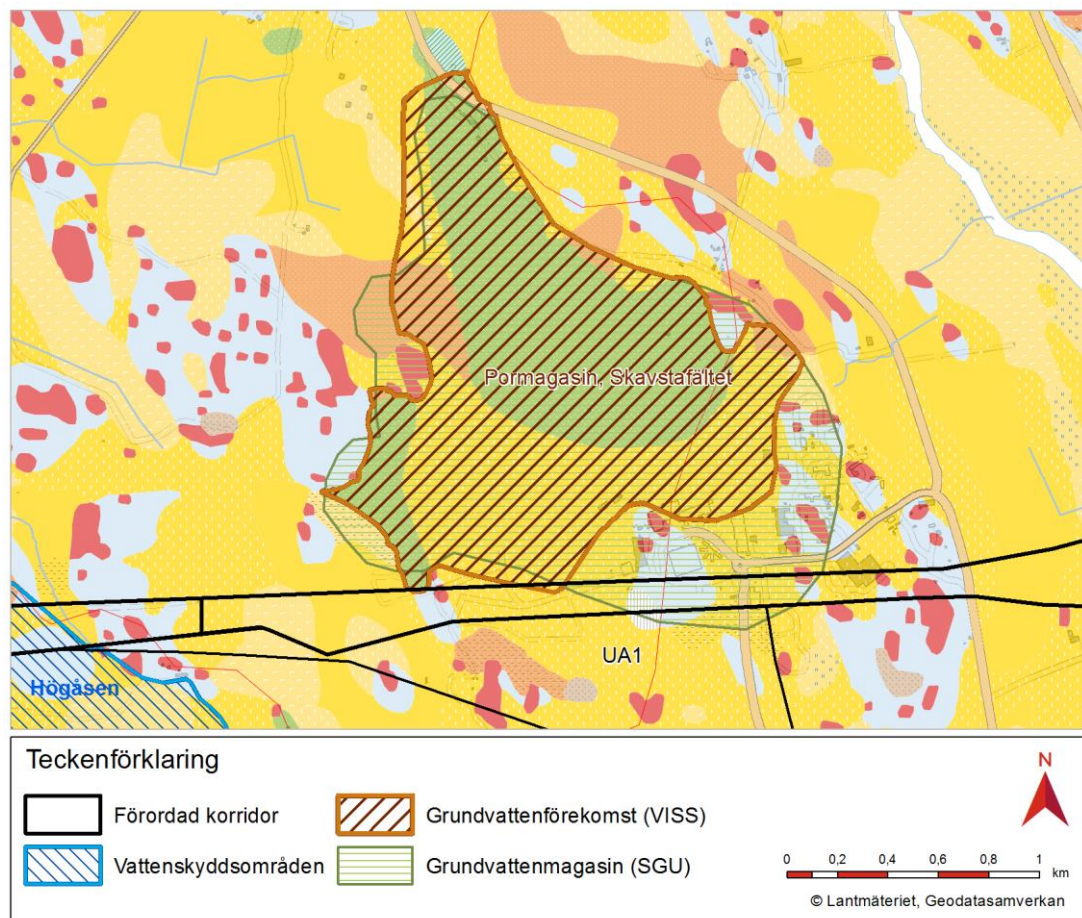 Pormagasin, Skavstafältet
UA1
Högåsen
Teckenförklaring
Förordad korridor
Vattenskyddsområden
Grundvattenförekomst (VISS)
Grundvattenmagasin (SGU)
N
0 0,2 0,4 0,6 0,8 1
km
© Lantmäteriet, Geodatasamverkan